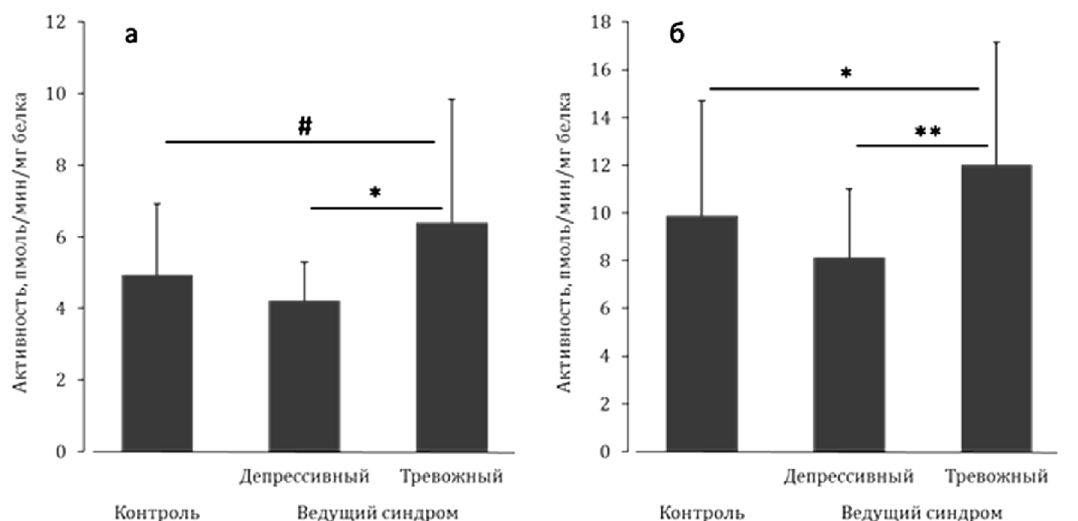 а
Активность, пмоль/мин/мг белка
12
10
8
6
4
2
0
#
*
Депрессивный Тревожный
Контроль Ведущий синдром
б
Активность, пмоль/мин/мг белка
18
16
14
12
10
8
6
4
2
0
*
**
Депрессивный Тревожный
Контроль Ведущий синдром